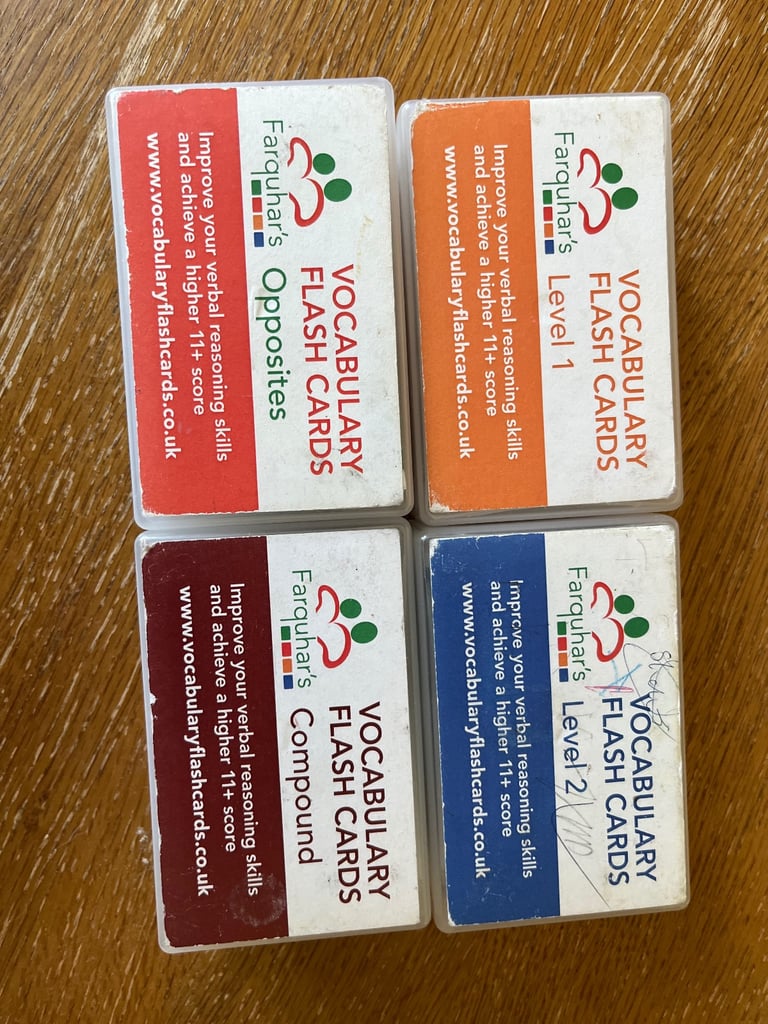 VOCABULARY
FLASH CARDS
Farquhar's Level 1
Improve your verbal reasoning skills
and achieve a higher 11+ score
www.vocabularyflashcards.co.uk
VOCABULARY
FLASH CARDS
Farquhar's Level 2
Improve your verbal reasoning skills
and achieve a higher 11+ score
www.vocabularyflashcards.co.uk
VOCABULARY
FLASH CARDS
Farquhar's Opposites
Improve your verbal reasoning skills
and achieve a higher 11+ score
www.vocabularyflashcards.co.uk
VOCABULARY
FLASH CARDS
Farquhar's Compound
Improve your verbal reasoning skills
and achieve a higher 11+ score
www.vocabularyflashcards.co.uk